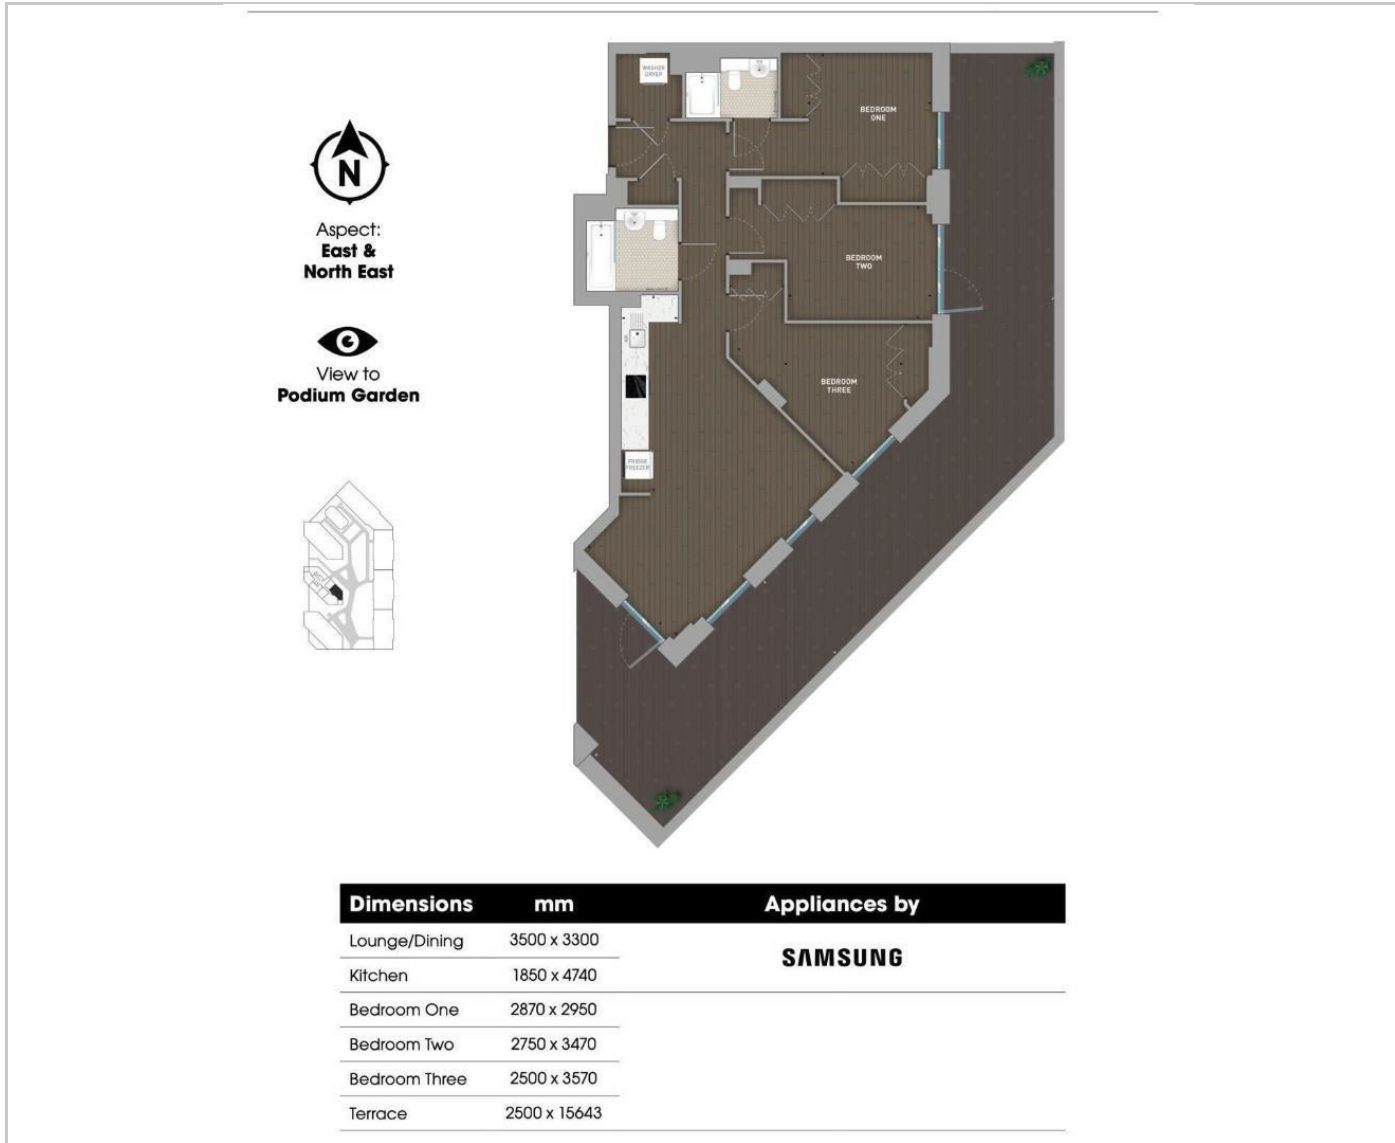 WASHER
DRYER
BEDROOM
ONE
N
Aspect:
East &
North East
BEDROOM
TWO
View to
Podium Garden
BEDROOM
THREE
FRIDGE
FREEZER
Dimensions mm Appliances by
Lounge/Dining 3500 x 3300
SAMSUNG
Kitchen 1850 x 4740
Bedroom One 2870 x 2950
Bedroom Two 2750 x 3470
Bedroom Three 2500 x 3570
Terrace 2500 x 15643